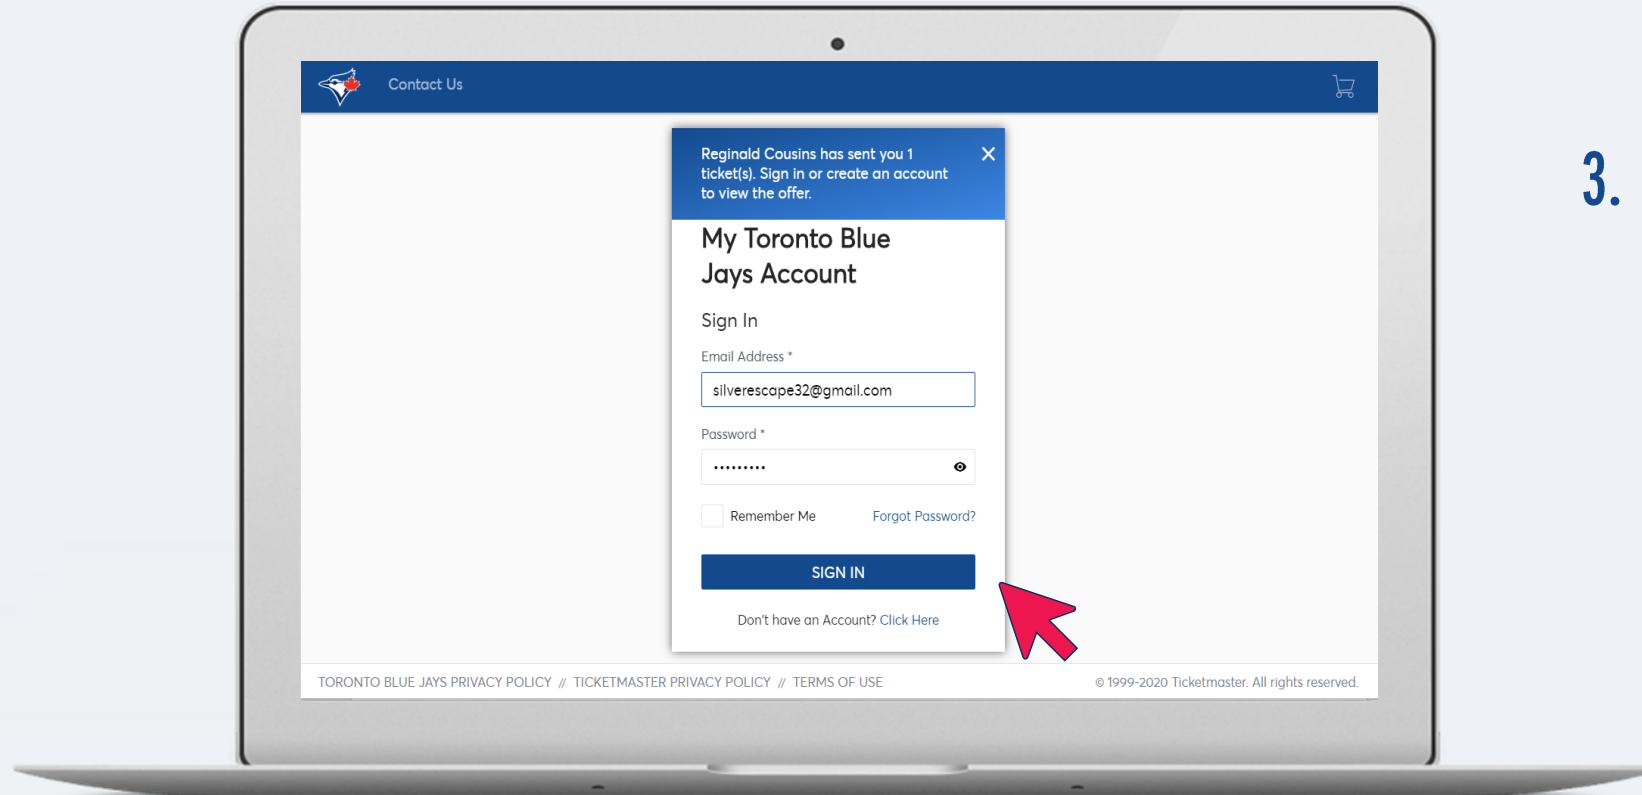 Contact Us
3.
Reginald Cousins has sent you 1
ticket(s). Sign in or create an account
to view the offer.
My Toronto Blue
Jays Account
Sign In
Email Address *
silverescape32@gmail.com
Password *
•••••••••
Remember Me Forgot Password?
SIGN IN
Don't have an Account? Click Here
TORONTO BLUE JAYS PRIVACY POLICY // TICKETMASTER PRIVACY POLICY // TERMS OF USE © 1999-2020 Ticketmaster. All rights reserved.